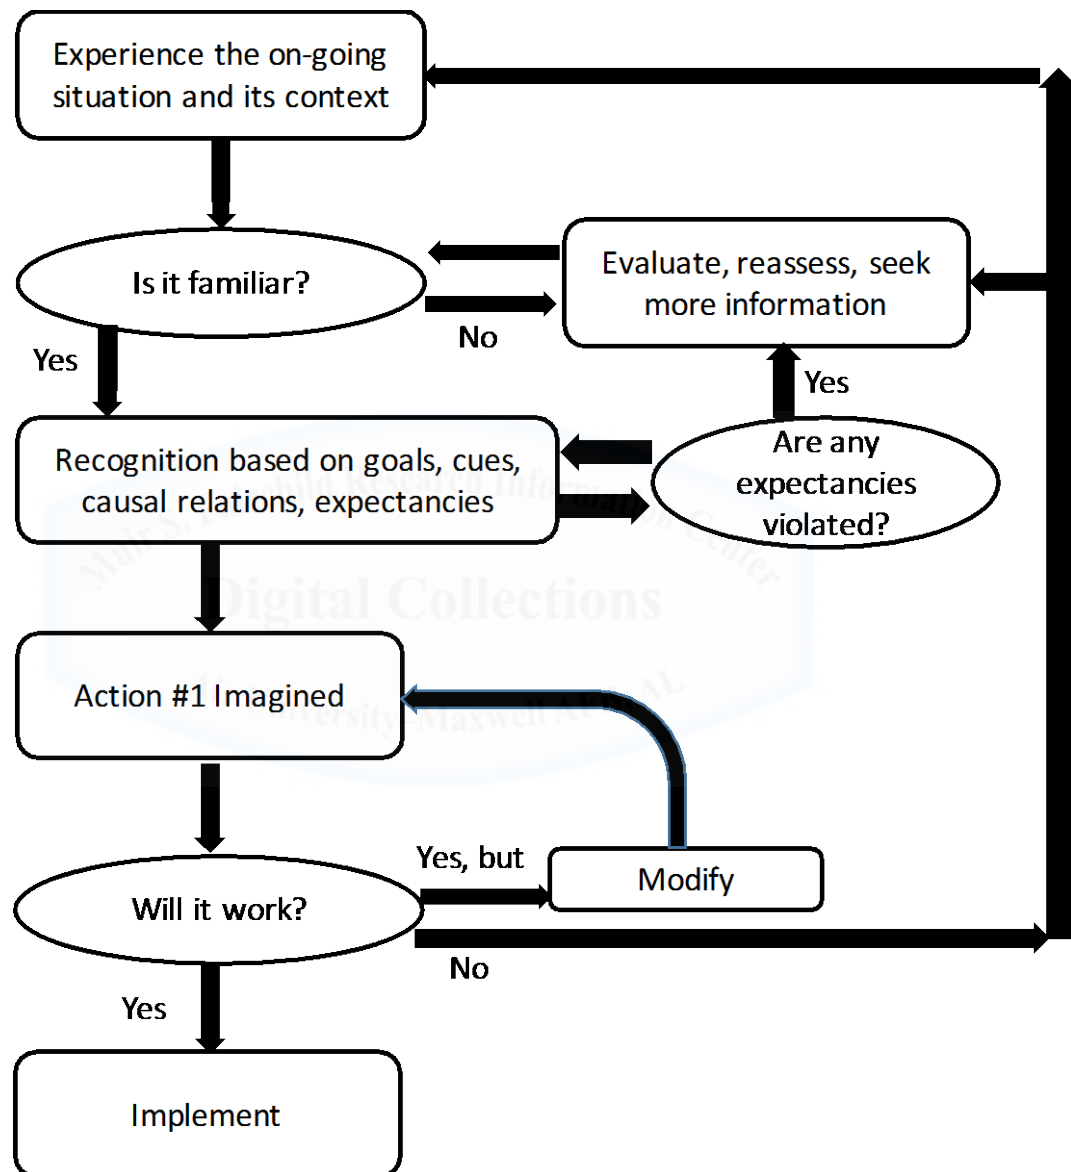 Experience the on-going
situation and its context
Is it familiar?
Evaluate, reassess, seek
more information
No
Yes
Yes
Recognition based on goals, cues,
causal relations, expectancies
Are any
expectancies
violated?
Digital Collections
Action #1 Imagined
Yes, but
Modify
Will it work?
No
Yes
Implement